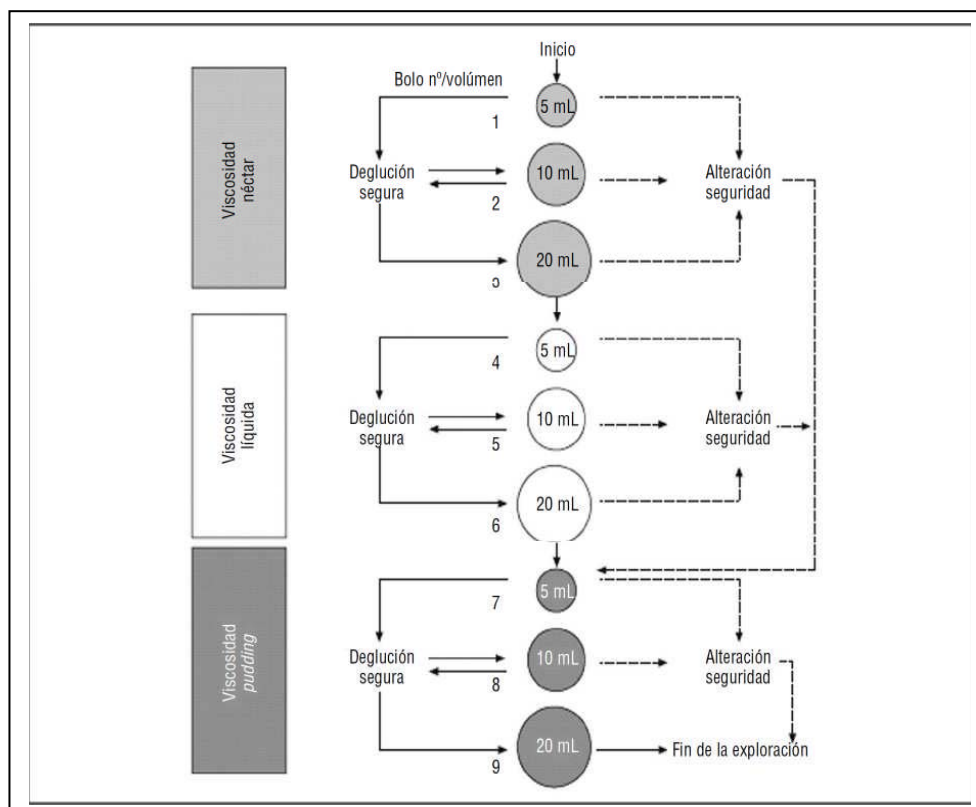 Inicio
Bolo nº/volúmen
5 mL
1
Viscosidad
néctar
Deglución
segura
10 mL
2
Alteración
seguridad
20 mL
5 mL
4
Viscosidad
líquida
Deglución
segura
10 mL
5
Alteración
seguridad
20 mL
6
5 mL
7
Viscosidad
pudding
Deglución
segura
10 mL
8
Alteración
seguridad
20 mL
9
Fin de la exploración